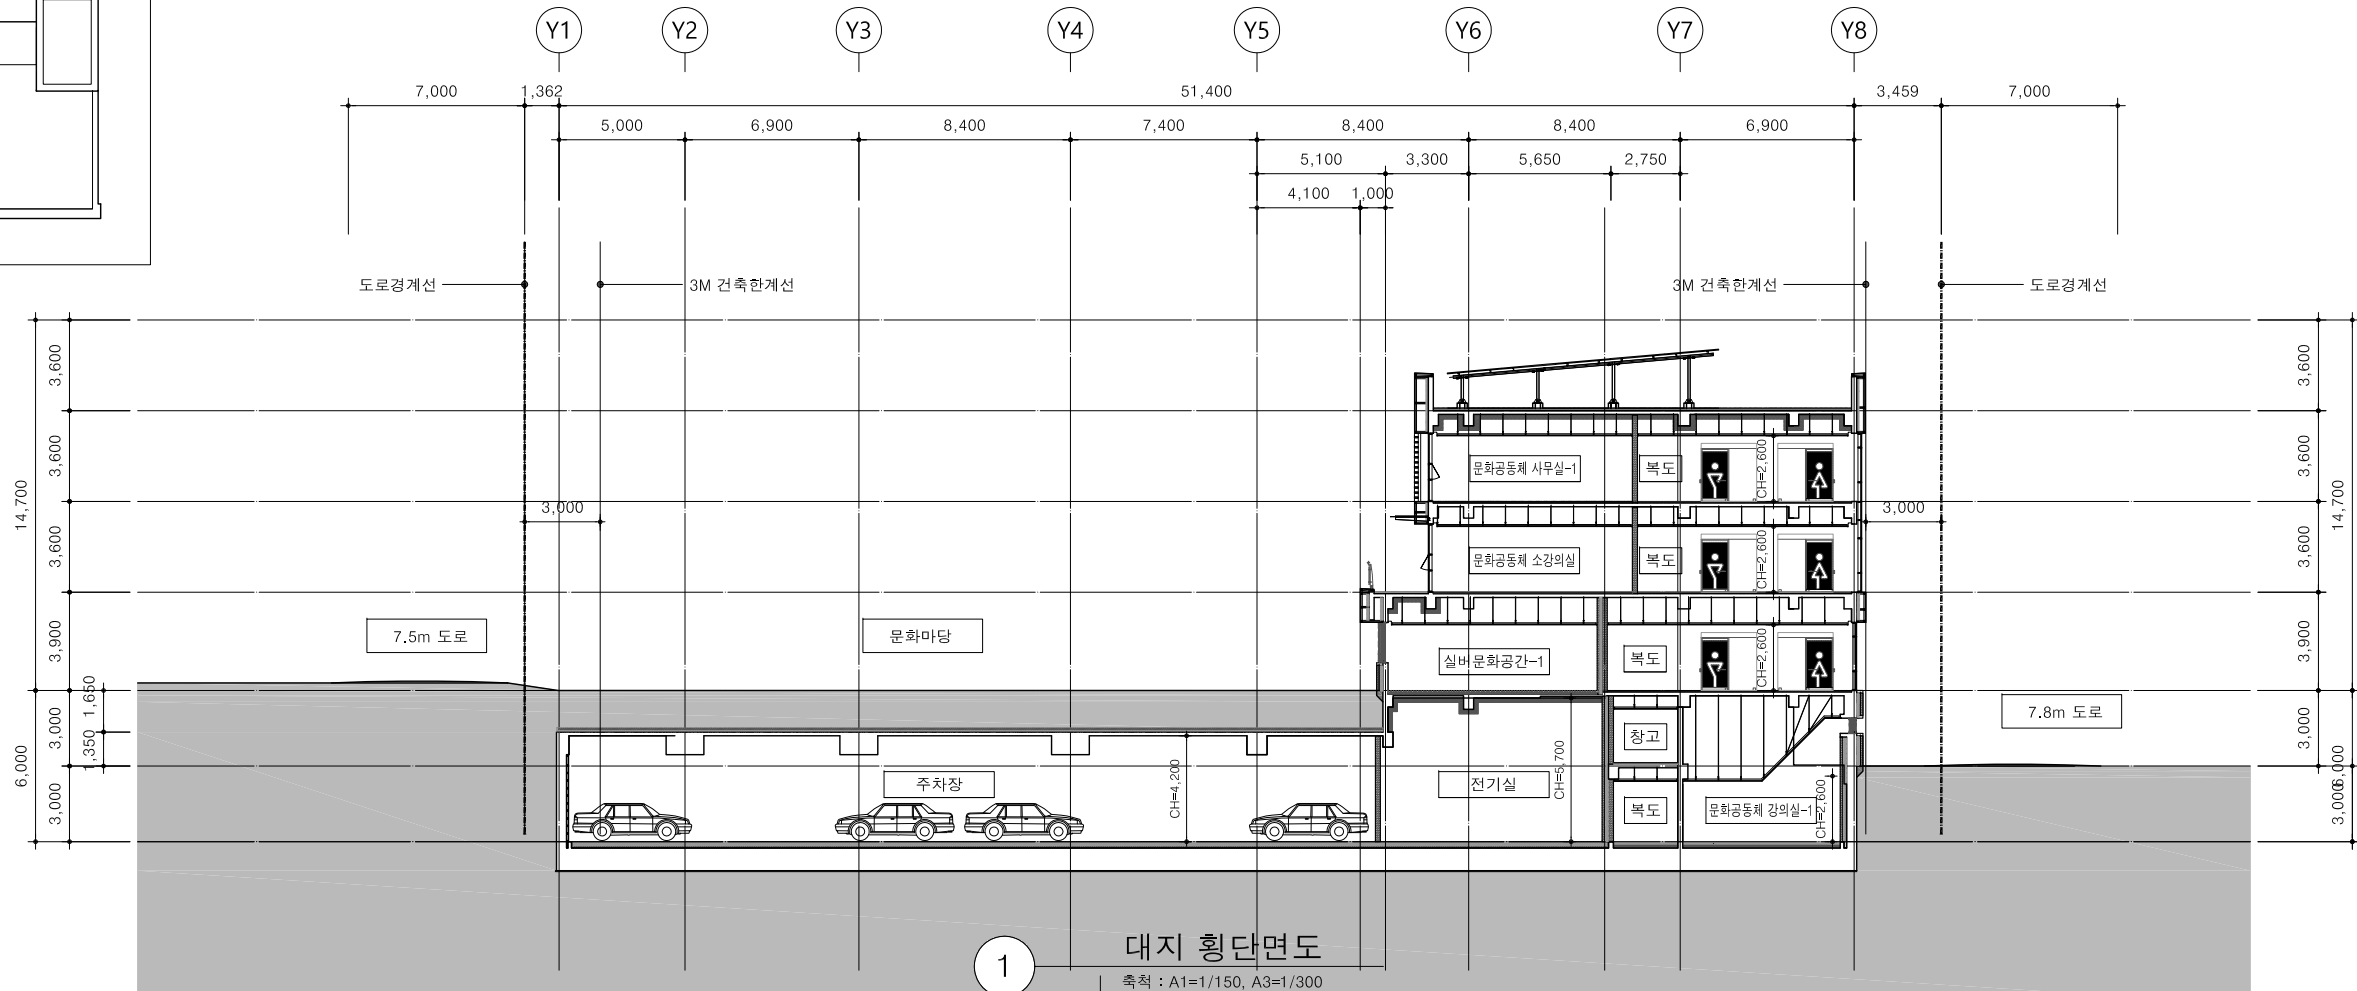 Y1 Y2 Y3 Y4 Y5 Y6 Y7 Y8
7,000 1,362 51,400 3,459 7,000
5,000 6,900 8,400 7,400 8,400 8,400 6,900
5,100 3,300 5,650 2,750
4,100 1,000
도로경계선 3M 건축한계선 3M 건축한계선 도로경계선
3,600 3,600
3,600 문화공동체 사무실-1 복도 CH=2,600 3,600
14,700 3,000 3,000 14,700
3,600 문화공동체 소강의실 복도 CH=2,600 3,600
3,900 7.5m 도로 문화마당 실버문화공간-1 복도 CH=2,600 3,900
1,650
3,000 창고 7.8m 도로 3,000
1,350
6,000 6,000
3,000 주차장 CH=4,200 전기실 CH=5,700 복도 문화공동체 강의실-1 CH=2,600 3,000
1 대지 횡단면도
축척 : A1=1/150, A3=1/300